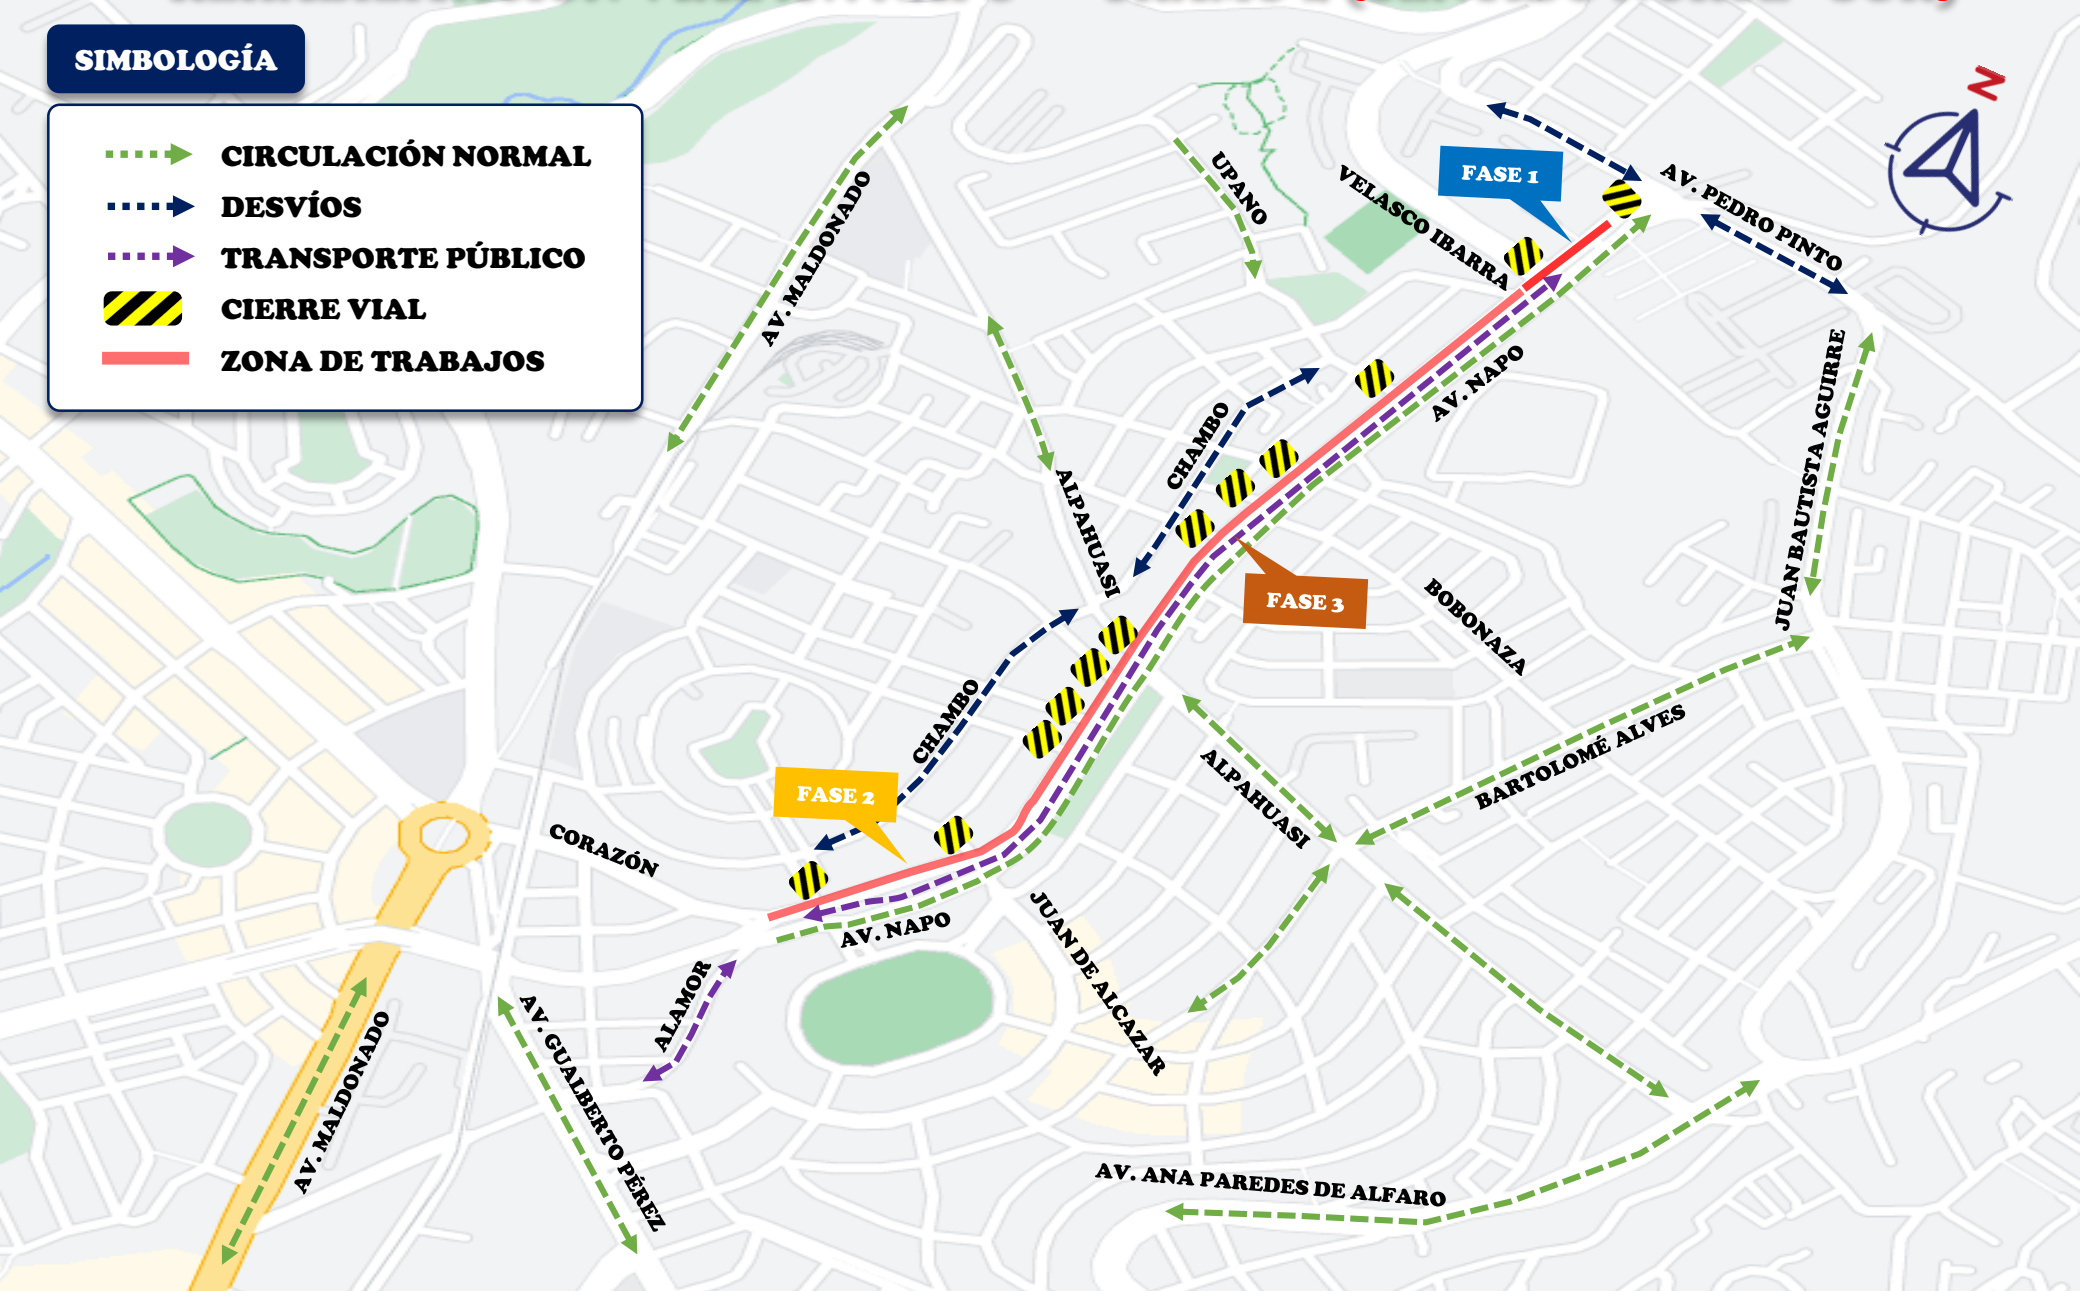 SIMBOLOGÍA
CIRCULACIÓN NORMAL
DESVÍOS
TRANSPORTE PÚBLICO
CIERRE VIAL
ZONA DE TRABAJOS
N
FASE 1
AV. PEDRO PINTO
UPANO
VELASCO IBARRA
AV. MALDONADO
AV. NAPO
JUAN BAUTISTA AGUIRRE
CHAMBO
ALPAHUASI
FASE 3
BOBONAZA
CHAMBO
BARTOLOMÉ ALVES
ALPAHUASI
FASE 2
CORAZÓN
AV. NAPO
JUAN DE ALCAZAR
ALAMOR
AV. GUALBERTO PÉREZ
AV. MALDONADO
AV. ANA PAREDES DE ALFARO